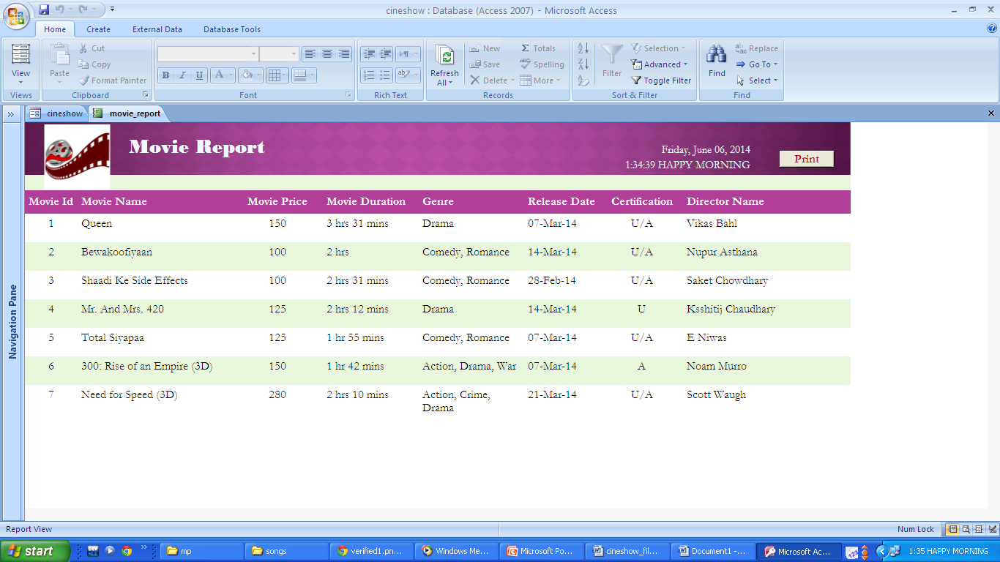 cineshow : Database (Access 2007) - Microsoft Access
Home Create External Data Database Tools
View
Views
Paste
Cut
Copy
Format Painter
Clipboard
B I U A
Font
ab
Rich Text
Refresh All
New
Save
Delete
Σ Totals
ABC Spelling
More
Records
A Z
Z A
Filter
Selection
Advanced
Toggle Filter
Sort & Filter
Find
Replace
Go To
Select
Find
» cineshow movie_report
Navigation Pane
Movie Report
Friday, June 06, 2014
1:34:39 HAPPY MORNING
Print
Movie Id Movie Name Movie Price Movie Duration Genre Release Date Certification Director Name
1 Queen 150 3 hrs 31 mins Drama 07-Mar-14 U/A Vikas Bahl
2 Bewakoofiyaan 100 2 hrs Comedy, Romance 14-Mar-14 U/A Nupur Asthana
3 Shaadi Ke Side Effects 100 2 hrs 31 mins Comedy, Romance 28-Feb-14 U/A Saket Chowdhary
4 Mr. And Mrs. 420 125 2 hrs 12 mins Drama 14-Mar-14 U Ksshitij Chaudhary
5 Total Siyapaa 125 1 hr 55 mins Comedy, Romance 07-Mar-14 U/A E Niwas
6 300: Rise of an Empire (3D) 150 1 hr 42 mins Action, Drama, War 07-Mar-14 A Noam Murro
7 Need for Speed (3D) 280 2 hrs 10 mins Action, Crime, 21-Mar-14 U/A Scott Waugh
Drama
Report View Num Lock
start » mp songs verified1.pn... Windows Me... Microsoft Po... cineshow_fil... Document1 -... Microsoft Ac... 1:35 HAPPY MORNING